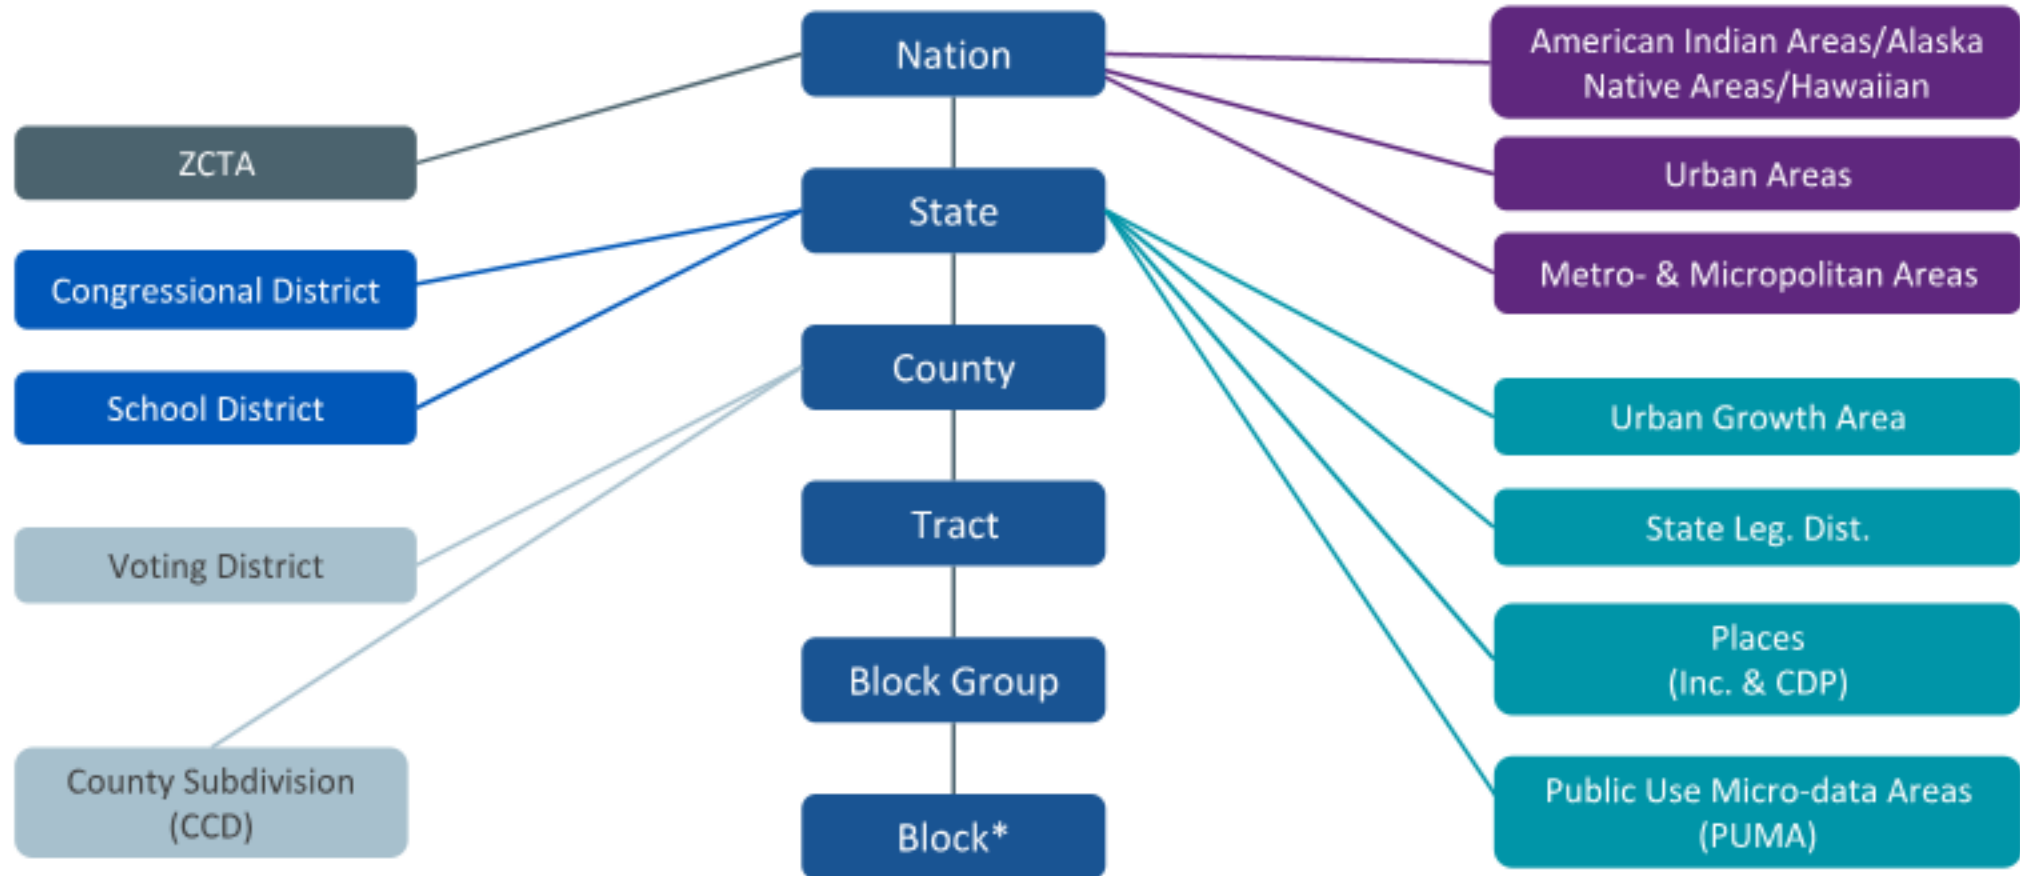 Nation
American Indian Areas/Alaska
Native Areas/Hawaiian
ZCTA
Urban Areas
State
Metro- & Micropolitan Areas
Congressional District
County
School District
Urban Growth Area
Tract
State Leg. Dist.
Voting District
Places
(Inc. & CDP)
Block Group
County Subdivision
(CCD)
Public Use Micro-data Areas
(PUMA)
Block*